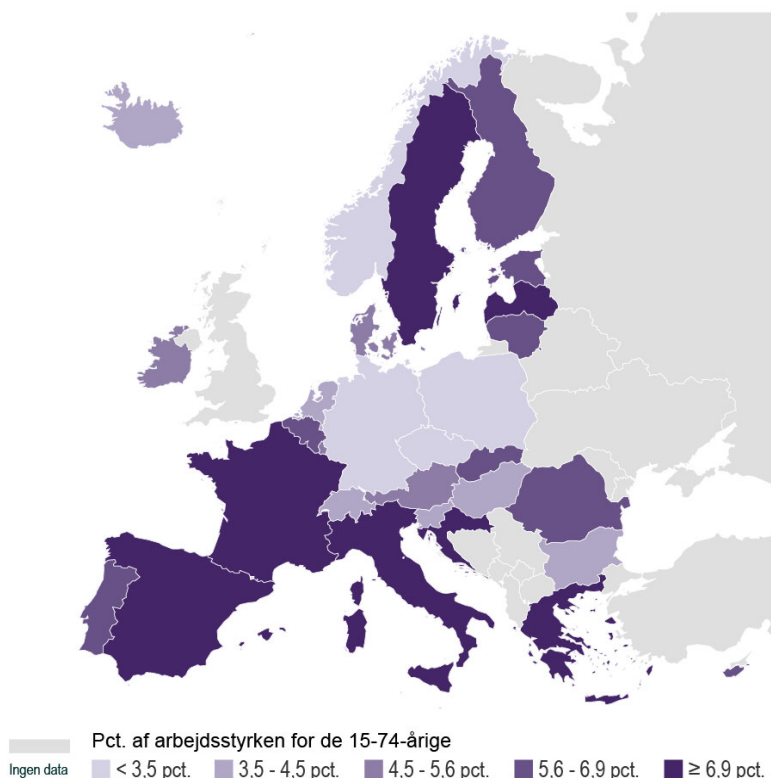 Pct. af arbejdsstyrken for de 15-74-årige
Ingen data < 3,5 pct. 3,5 - 4,5 pct. 4,5 - 5,6 pct. 5,6 - 6,9 pct. ≥ 6,9 pct.